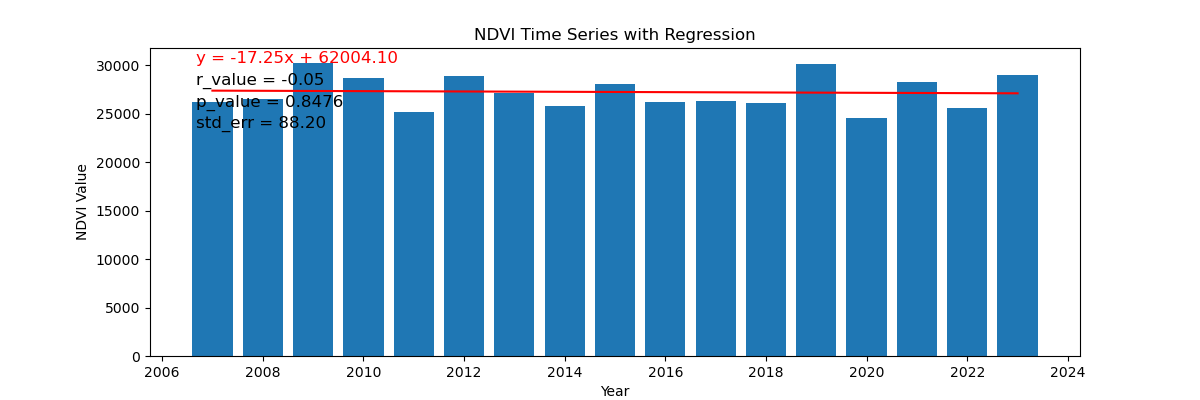 NDVI Time Series with Regression
y = -17.25x + 62004.10
r_value = -0.05
p_value = 0.8476
std_err = 88.20
30000
25000
20000
15000
10000
5000
0
NDVI Value
2006 2008 2010 2012 2014 2016 2018 2020 2022 2024
Year